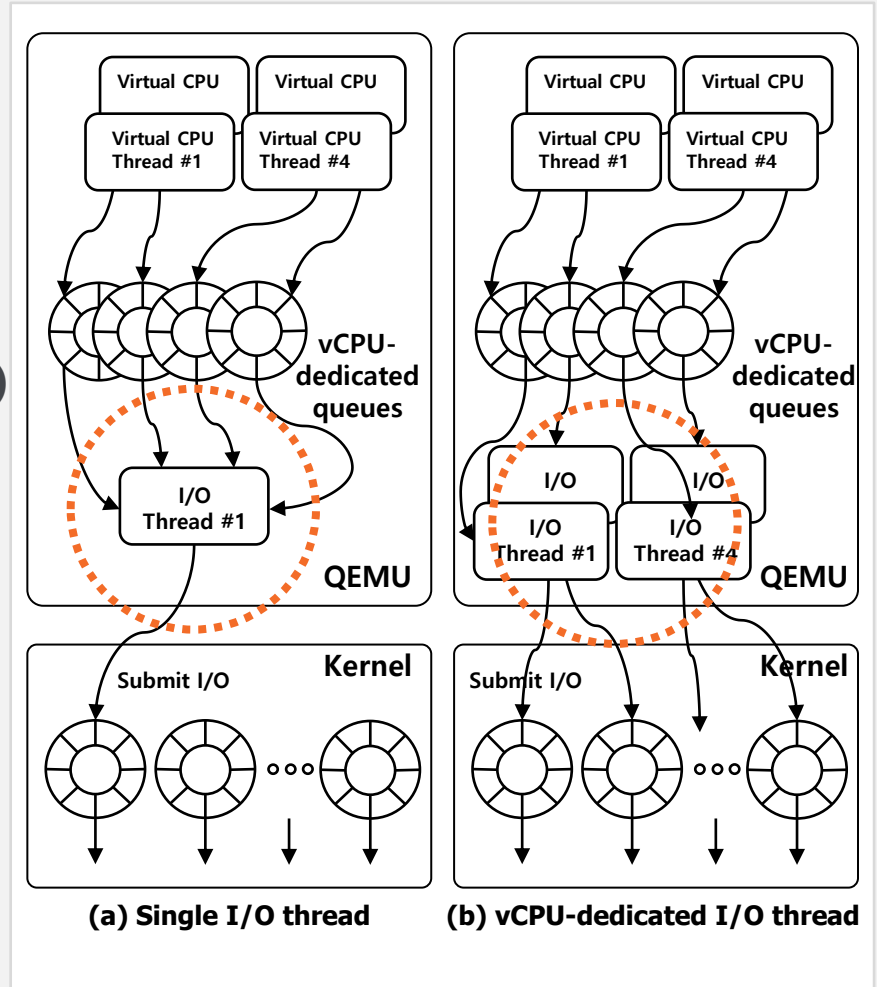 Virtual CPU
Virtual CPU
Virtual CPU
Thread #1
Virtual CPU
Thread #4
vCPU-
dedicated
queues
I/O
Thread #1
QEMU
Kernel
Submit I/O
(a) Single I/O thread
Virtual CPU
Virtual CPU
Virtual CPU
Thread #1
Virtual CPU
Thread #4
vCPU-
dedicated
queues
I/O
I/O
I/O
Thread #1
I/O
Thread #4
QEMU
Kernel
Submit I/O
(b) vCPU-dedicated I/O thread